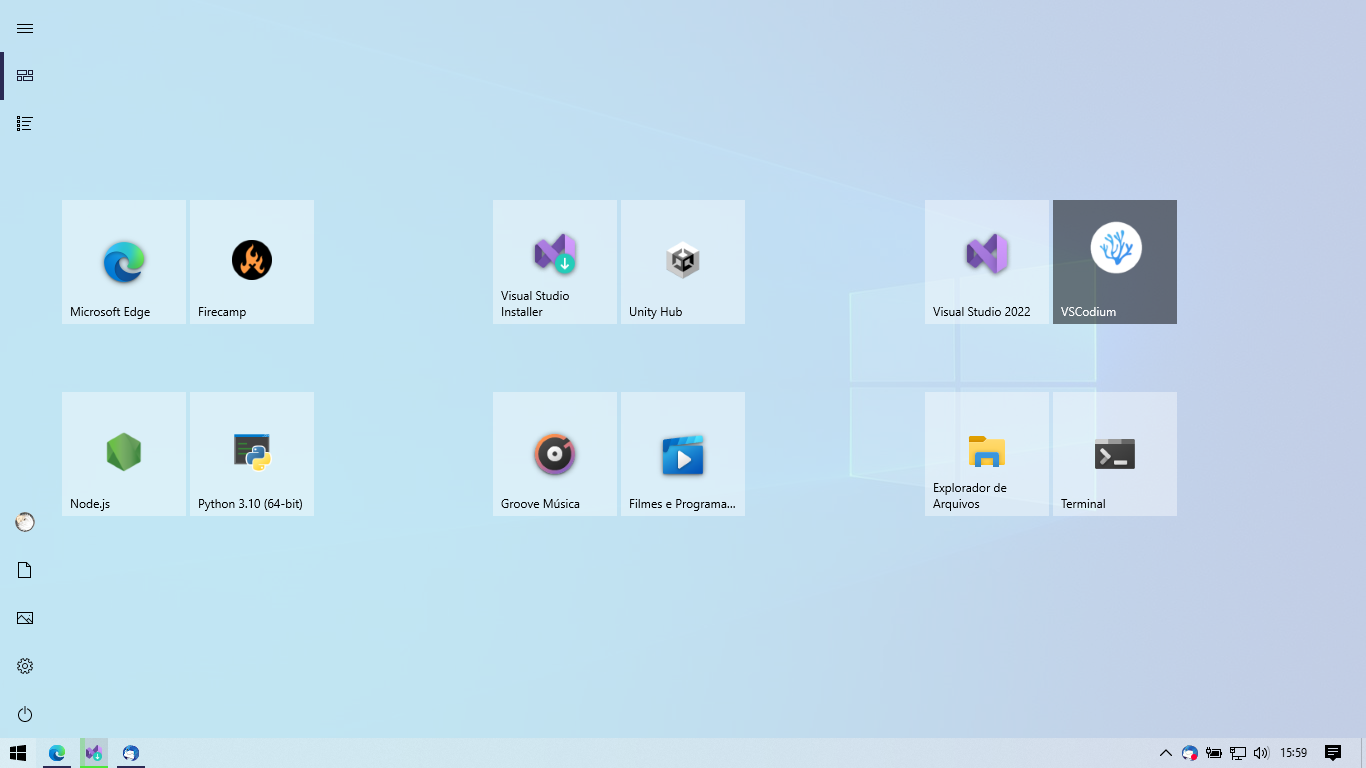 Microsoft Edge
Firecamp
Visual Studio
Installer
Unity Hub
Visual Studio 2022
VSCodium
Node.js
Python 3.10 (64-bit)
Groove Música
Filmes e Programa...
Explorador de
Arquivos
Terminal
15:59